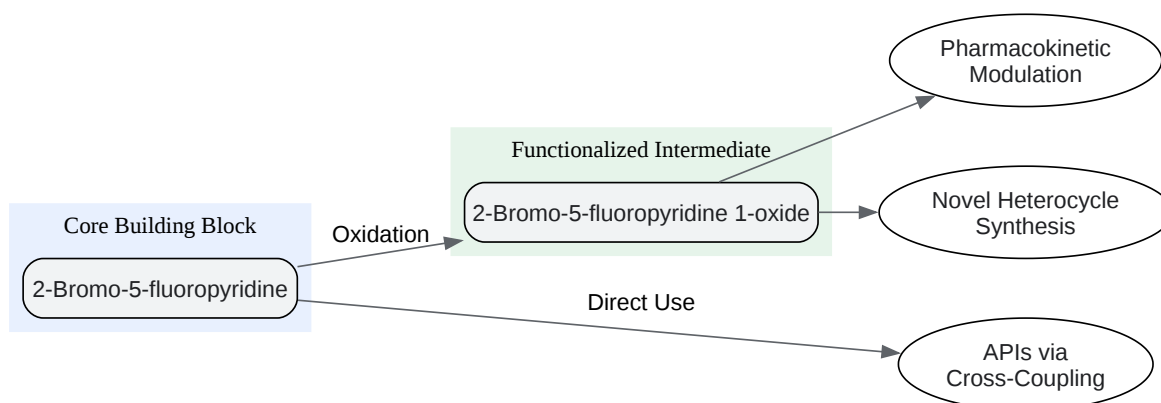 Core Building Block
2-Bromo-5-fluoropyridine
Oxidation
Direct Use
Functionalized Intermediate
2-Bromo-5-fluoropyridine 1-oxide
Pharmacokinetic
Modulation
Novel Heterocycle
Synthesis
APIs via
Cross-Coupling